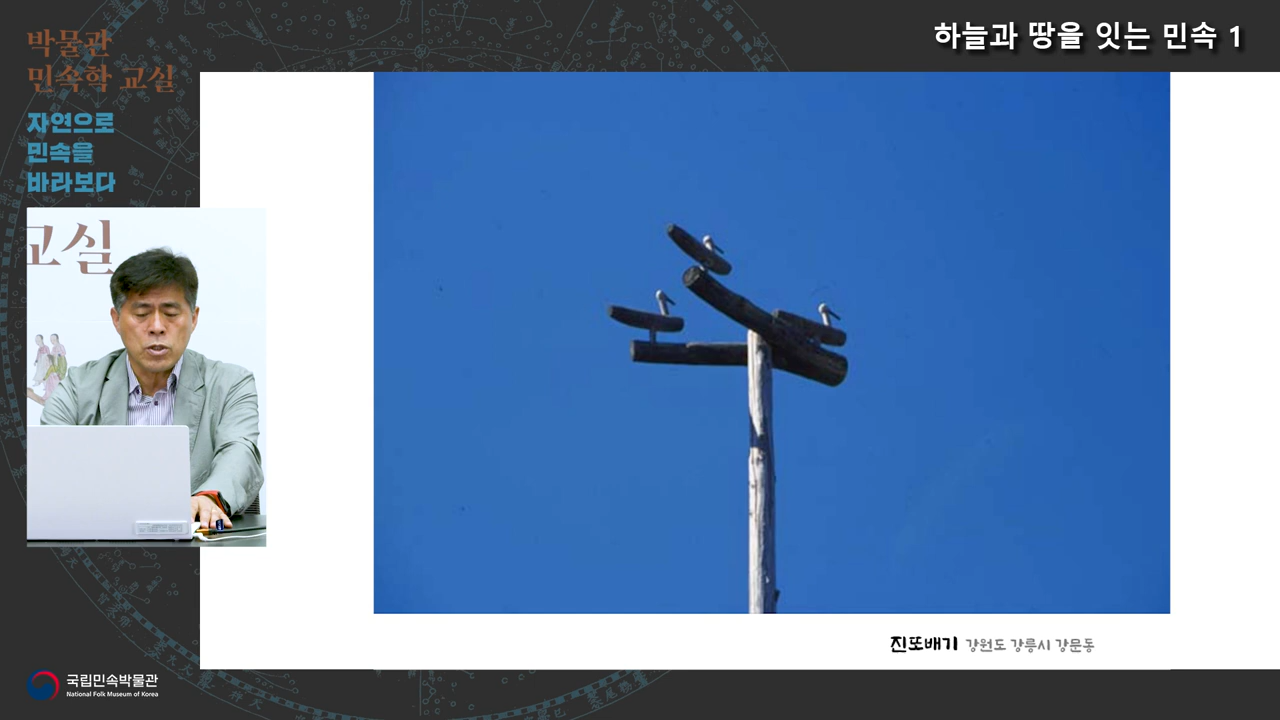 박물관
민속학 교실
자연으로
민속을
바라보다
하늘과 땅을 잇는 민속 1
교실
진또배기 강원도 강릉시 강문동
국립민속박물관
National Folk Museum of Korea